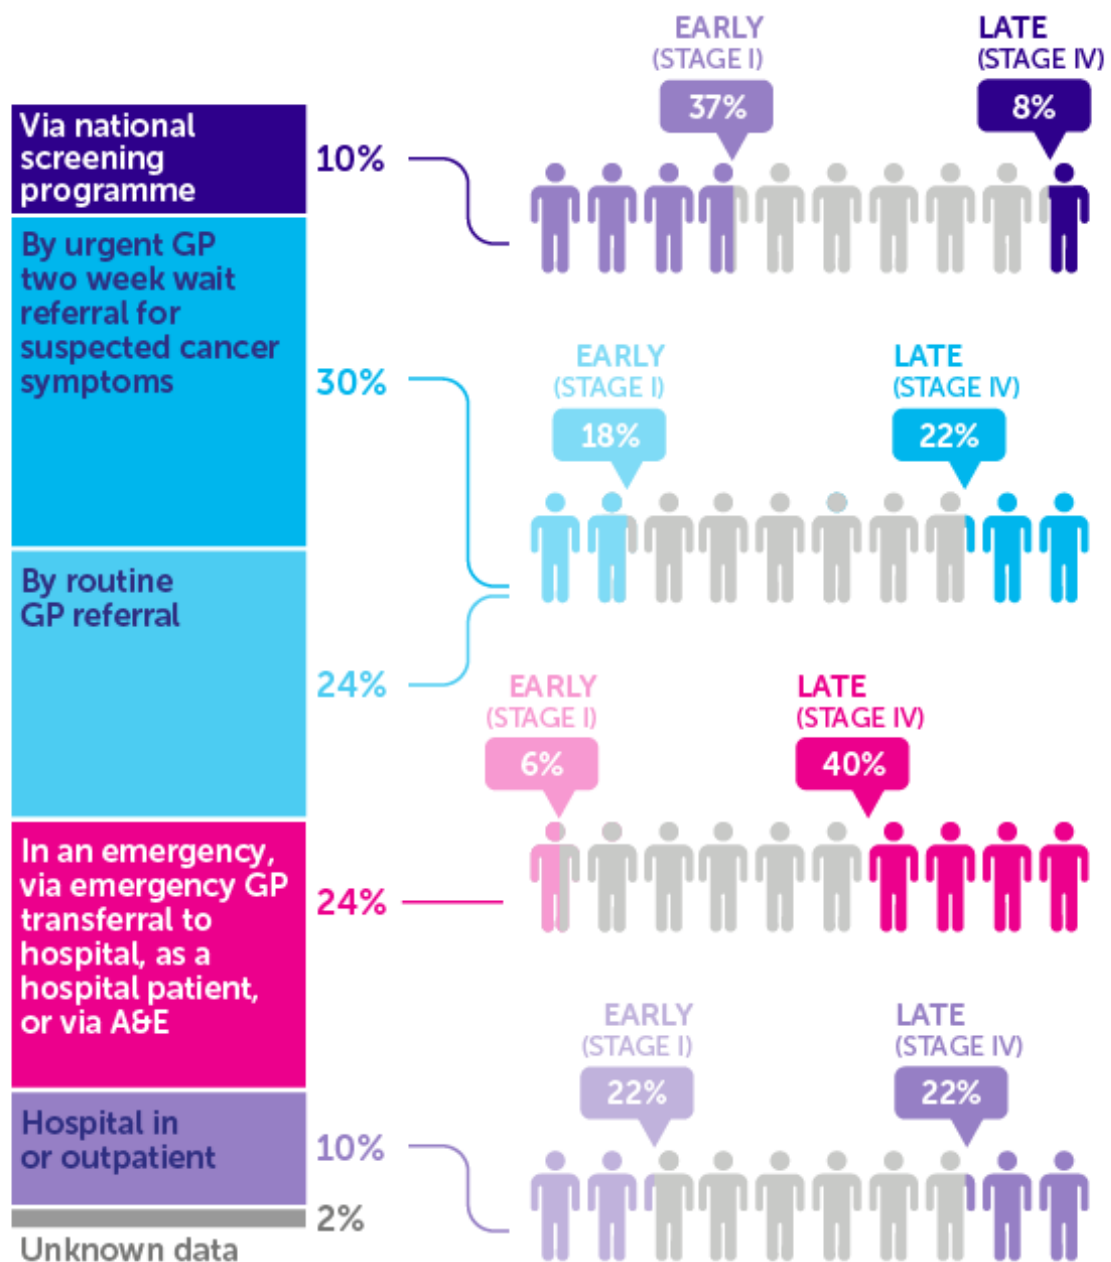 EARLY
(STAGE I)
37%
LATE
(STAGE IV)
8%
Via national
screening
programme
10%
By urgent GP
two week wait
referral for
suspected cancer
symptoms
30%
EARLY
(STAGE I)
18%
LATE
(STAGE IV)
22%
By routine
GP referral
24%
EARLY
(STAGE I)
6%
LATE
(STAGE IV)
40%
In an emergency,
via emergency GP
transferral to
hospital, as a
hospital patient,
or via A&E
24%
EARLY
(STAGE I)
22%
LATE
(STAGE IV)
22%
Hospital in
or outpatient
10%
2%
Unknown data